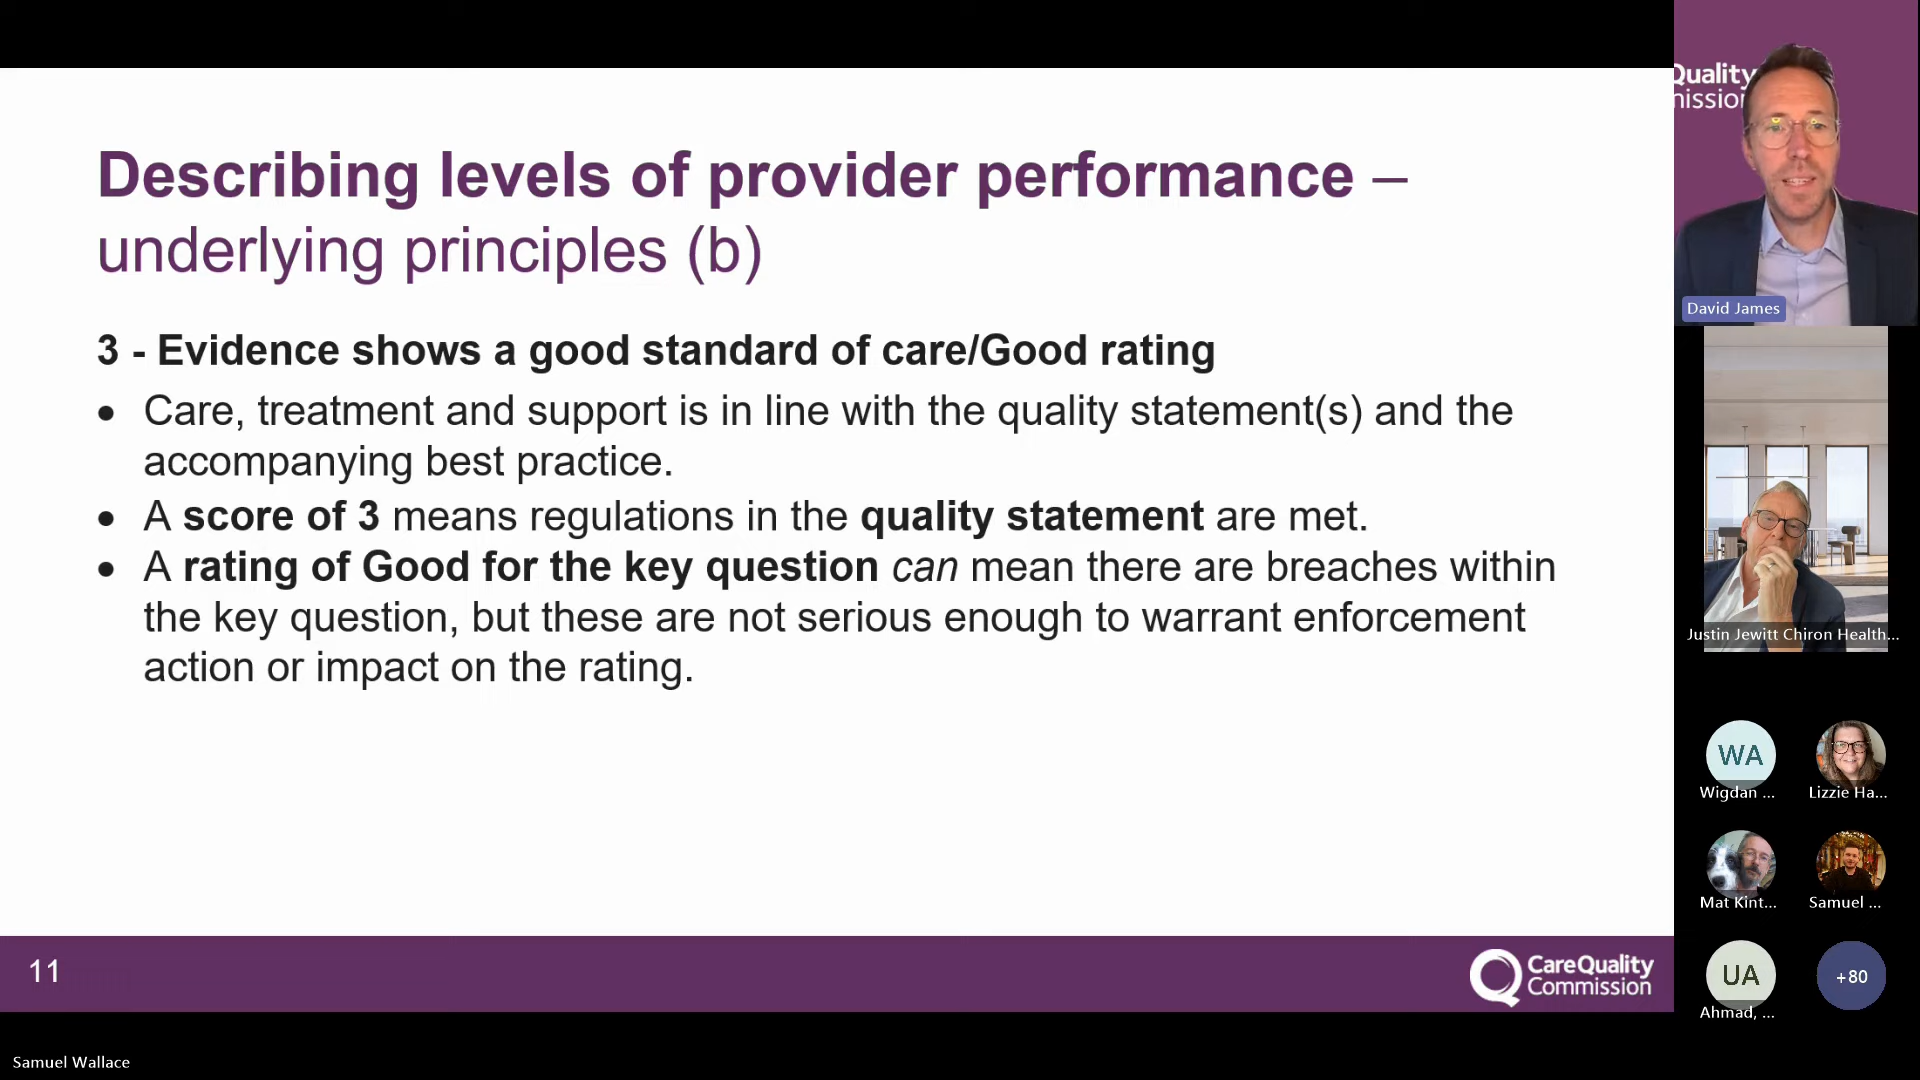 Describing levels of provider performance –
underlying principles (b)
3 - Evidence shows a good standard of care/Good rating
• Care, treatment and support is in line with the quality statement(s) and the
accompanying best practice.
• A score of 3 means regulations in the quality statement are met.
• A rating of Good for the key question can mean there are breaches within
the key question, but these are not serious enough to warrant enforcement
action or impact on the rating.
11
CareQuality
Commission
Samuel Wallace
Quality
mission
David James
Justin Jewitt Chiron Health...
WA
Wigdan ...
Lizzie Ha...
Mat Kint...
Samuel ...
UA
Ahmad, ...
+80